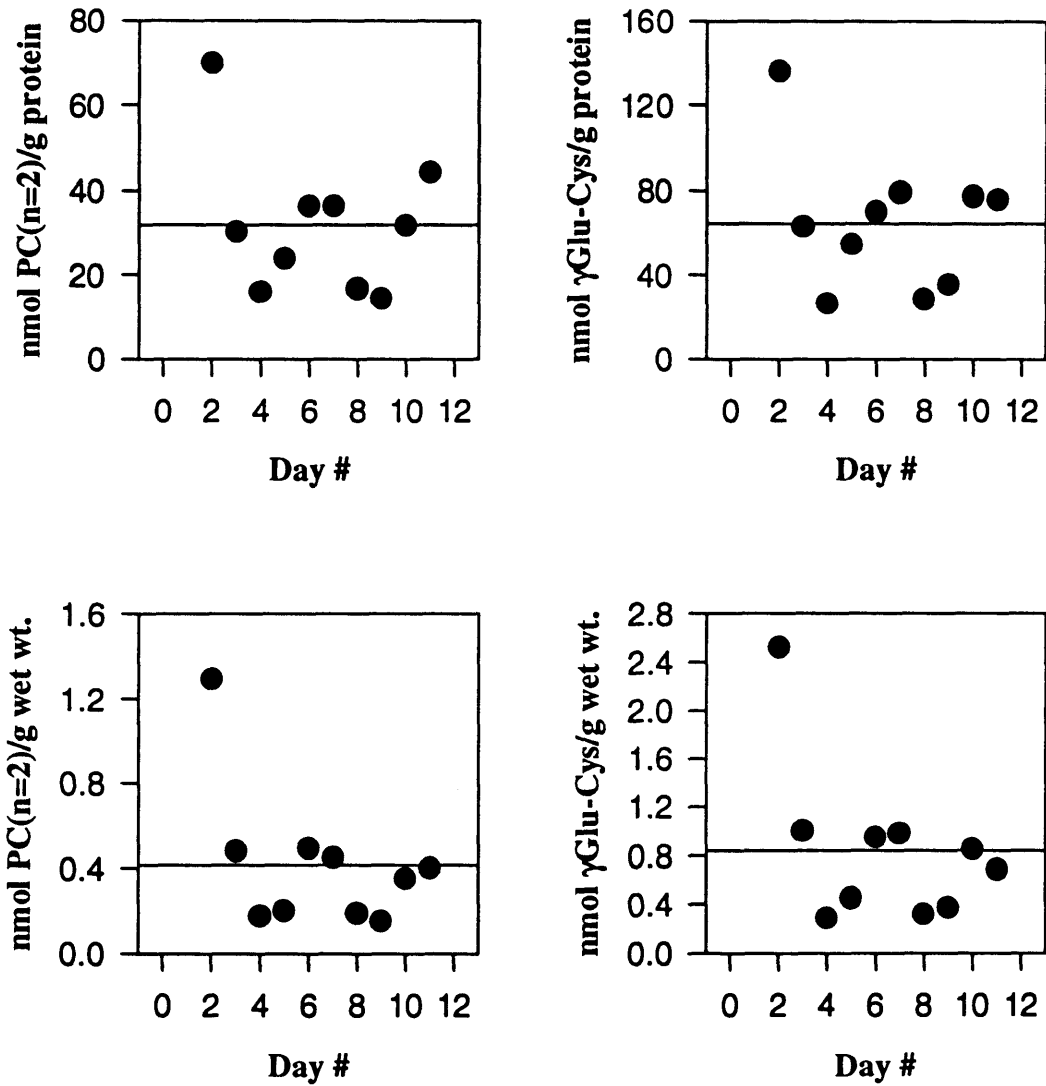 nmol PC(n=2)/g protein
80
60
40
20
0
0 2 4 6 8 10 12
Day #
nmol γGlu-Cys/g protein
160
120
80
40
0
0 2 4 6 8 10 12
Day #
nmol PC(n=2)/g wet wt.
1.6
1.2
0.8
0.4
0.0
0 2 4 6 8 10 12
Day #
nmol γGlu-Cys/g wet wt.
2.8
2.4
2.0
1.6
1.2
0.8
0.4
0.0
0 2 4 6 8 10 12
Day #